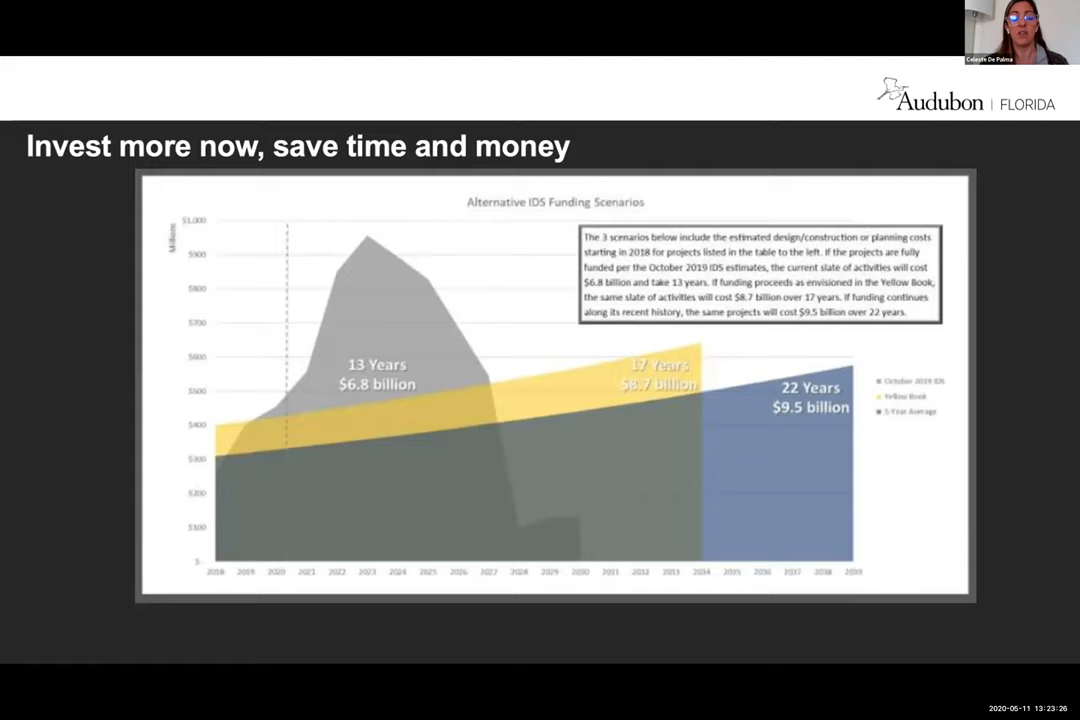 Celeste De Palma
Audubon | FLORIDA
Invest more now, save time and money
Alternative IDS Funding Scenarios
Millions
$1,000
$900
$800
$700
$600
$500
$400
$300
$200
$100
$-
The 3 scenarios below include the estimated design/construction or planning costs
starting in 2018 for projects listed in the table to the left. If the projects are fully
funded per the October 2019 IDS estimates, the current slate of activities will cost
$6.8 billion and take 13 years. If funding proceeds as envisioned in the Yellow Book,
the same slate of activities will cost $8.7 billion over 17 years. If funding continues
along its recent history, the same projects will cost $9.5 billion over 22 years.
13 Years
$6.8 billion
17 Years
$8.7 billion
22 Years
$9.5 billion
October 2019 IDS
Yellow Book
5-Year Average
2018 2019 2020 2021 2022 2023 2024 2025 2026 2027 2028 2029 2030 2031 2032 2033 2034 2035 2036 2037 2038 2039
2020-05-11 13:23:26